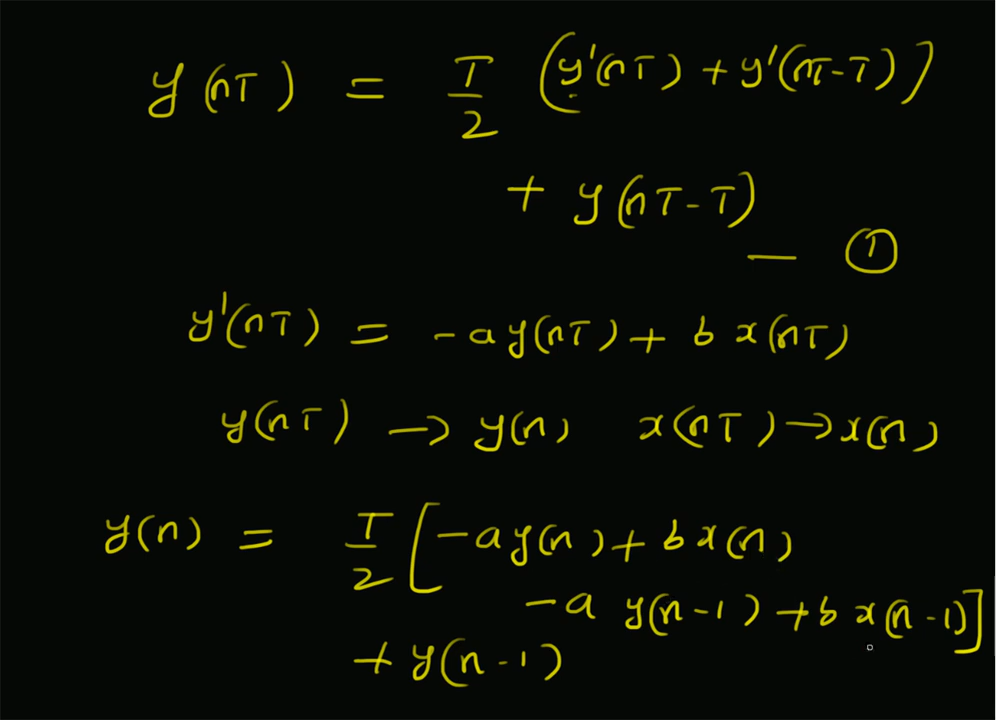 y(nT) = T/2 (y'(nT) + y'(nT-T)]
+ y(nT-T)
— ①
y'(nT) = -a y(nT) + b x(nT)
y(nT) → y(n) x(nT) → x(n)
y(n) = T/2 [-a y(n) + b x(n)
-a y(n-1) + b x(n-1)]
+ y(n-1)